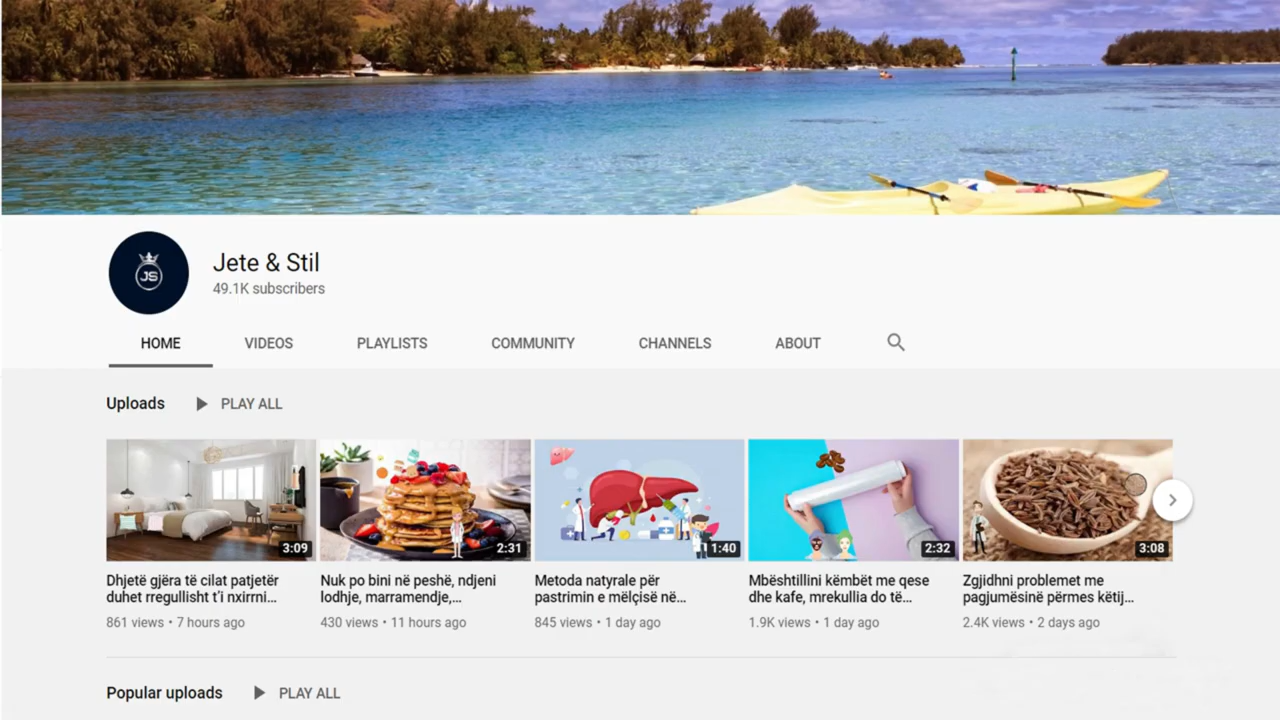 JS
Jete & Stil
49.1K subscribers
HOME VIDEOS PLAYLISTS COMMUNITY CHANNELS ABOUT
Uploads PLAY ALL
3:09 2:31 1:40 2:32 3:08
Dhjetë gjëra të cilat patjetër
duhet rregullisht t'i nxirrni...
861 views • 7 hours ago
Nuk po bini në peshë, ndjeni
lodhje, marramendje,...
430 views • 11 hours ago
Metoda natyrale për
pastrimin e mëlçisë në...
845 views • 1 day ago
Mbështillini këmbët me qese
dhe kafe, mrekullia do të...
1.9K views • 1 day ago
Zgjidhni problemet me
pagjumësinë përmes këtij...
2.4K views • 2 days ago
Popular uploads PLAY ALL